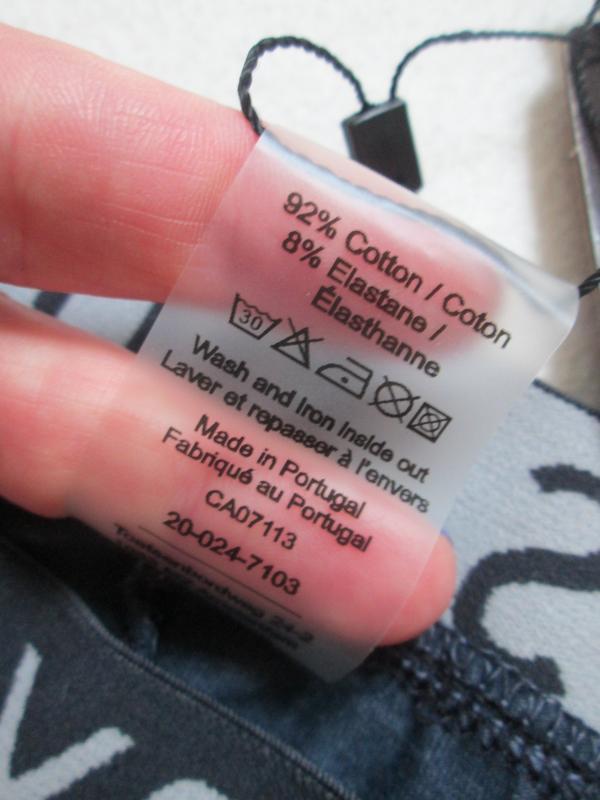 92% Cotton / Coton
8% Elastane /
Élasthanne
30
Wash and Iron Inside out
Laver et repasser à l'envers
Made in Portugal
Fabriqué au Portugal
CA07113
20-024-7103